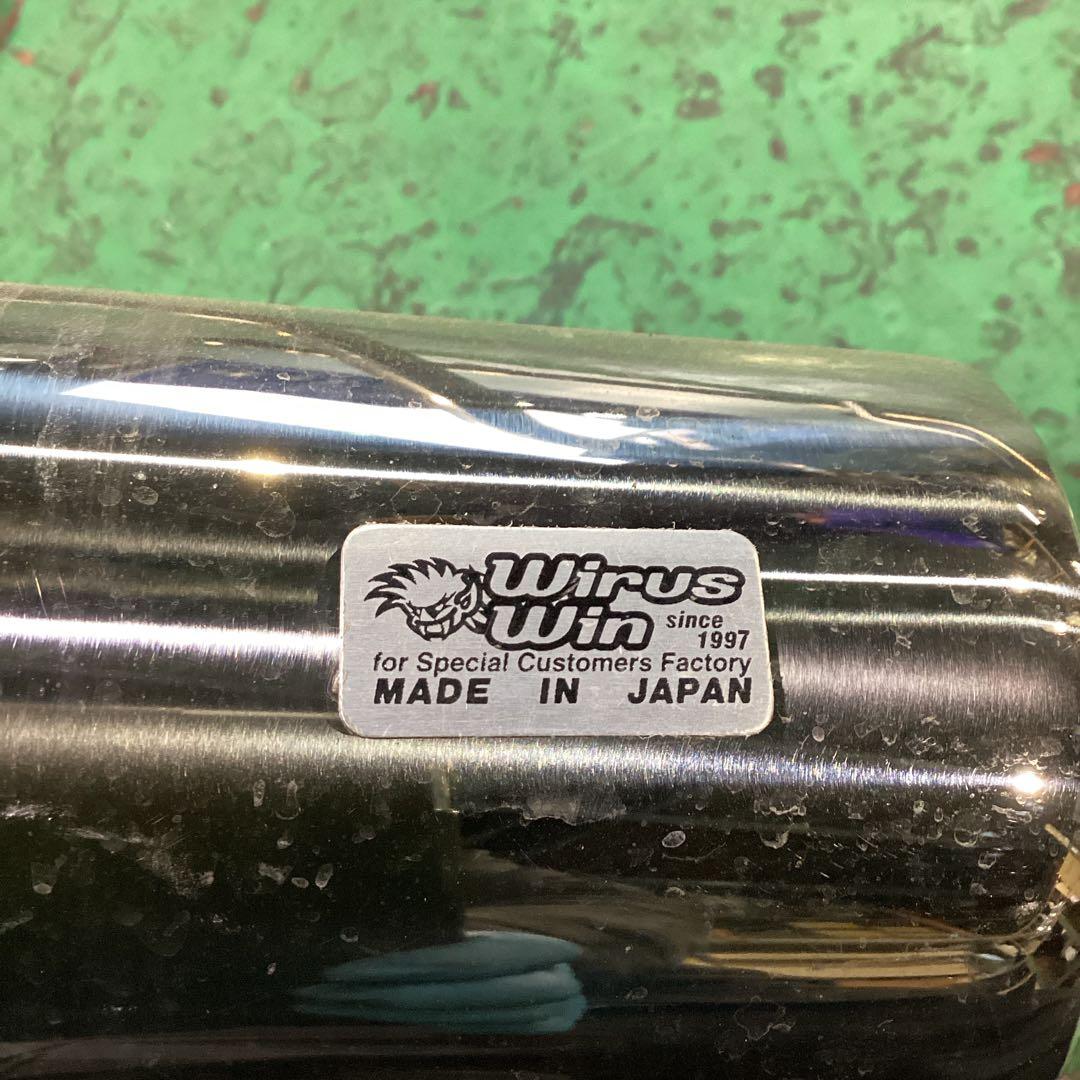 Wirus
Win since
1997
for Special Customers Factory
MADE IN JAPAN